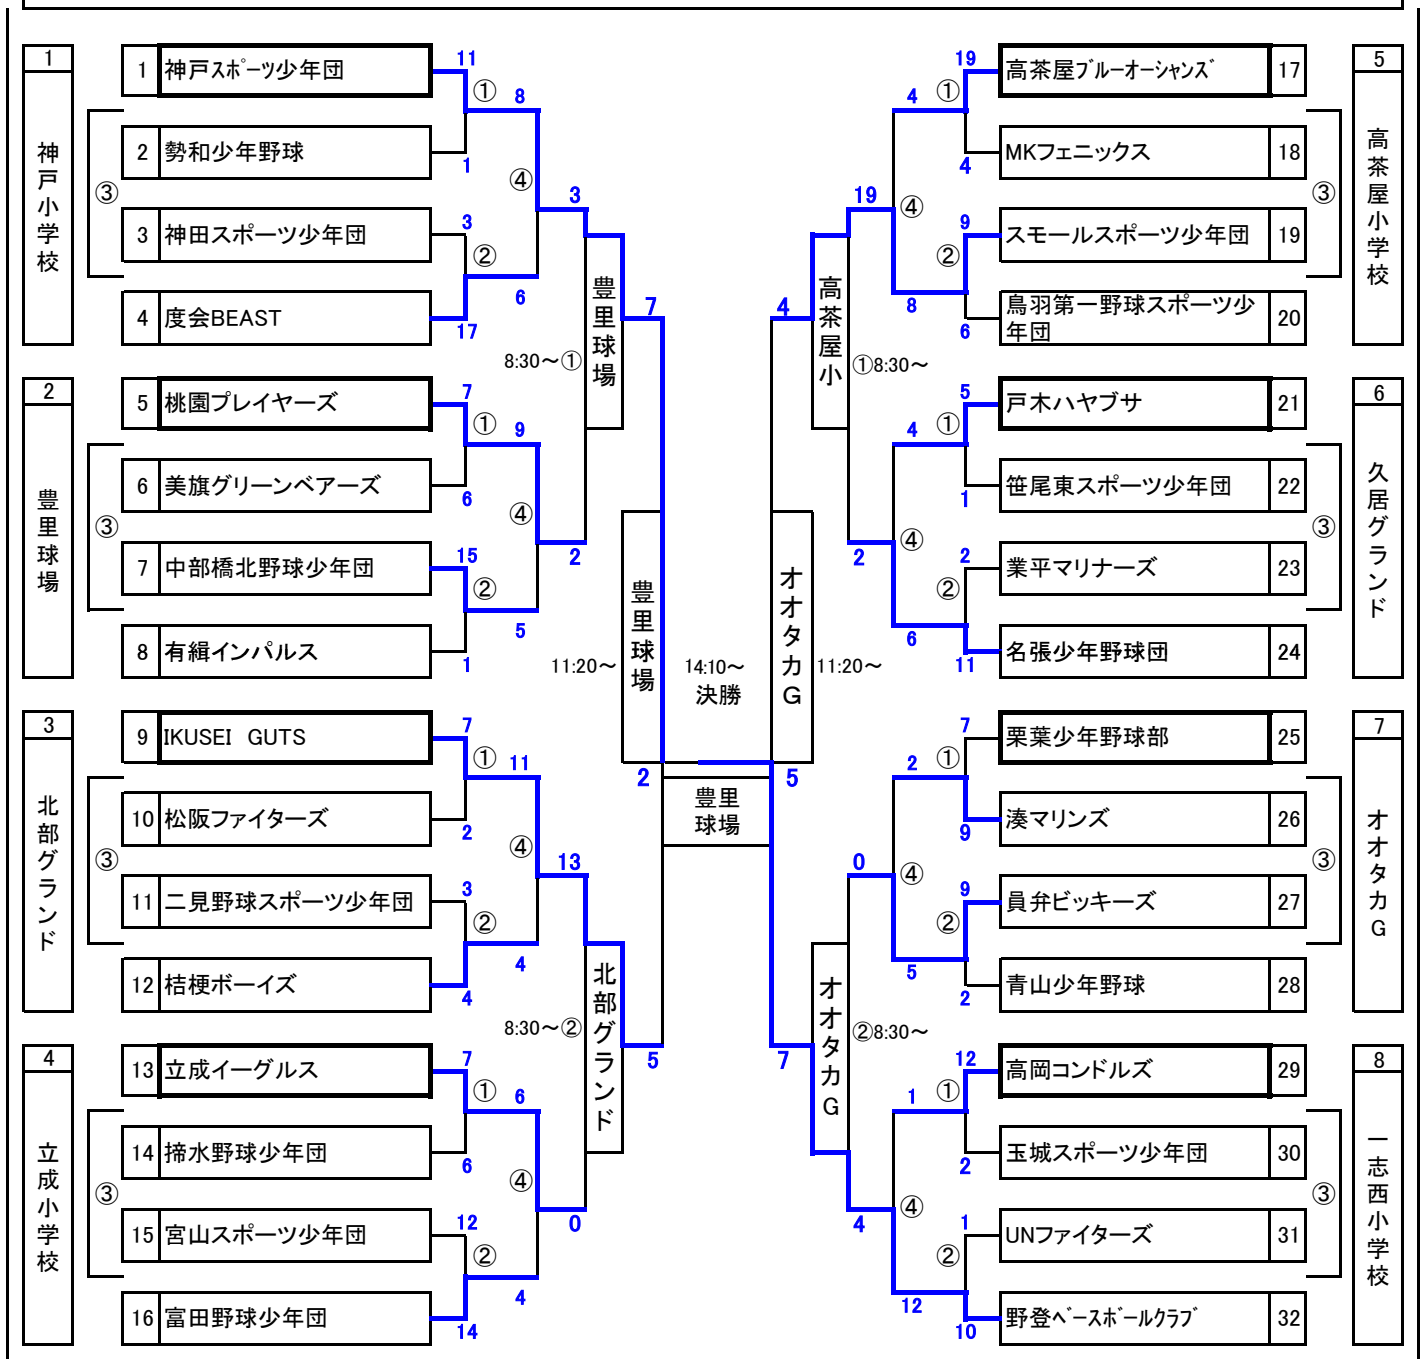 1
神戸小学校
③
1 神戸スポーツ少年団 11
① 8
2 勢和少年野球 1
④ 3
3 神田スポーツ少年団 3
② 6
4 度会BEAST 17
豊里球場
8:30～①
7
2
豊里球場
③
5 桃園プレイヤーズ 7
① 9
6 美旗グリーンベアーズ 6
④ 2
7 中部橋北野球少年団 15
② 5
8 有緝インパルス 1
豊里球場
11:20～
2
3
北部グランド
③
9 IKUSEI GUTS 7
① 11
10 松阪ファイターズ 2
④ 13
11 二見野球スポーツ少年団 3
② 4
12 桔梗ボーイズ 4
北部グランド
8:30～②
5
4
立成小学校
③
13 立成イーグルス 7
① 6
14 揥水野球少年団 6
④ 0
15 宮山スポーツ少年団 12
② 4
16 富田野球少年団 14
14:10～
決勝
豊里
球場
5
高茶屋小学校
③
19 高茶屋ブルーオーシャンズ 17
4 ①
4 MKフェニックス 18
19 ④
9 スモールスポーツ少年団 19
8 ②
6 鳥羽第一野球スポーツ少
年団 20
高茶屋小
①8:30～
4
6
久居グランド
③
5 戸木ハヤブサ 21
4 ①
1 笹尾東スポーツ少年団 22
2 ④
2 業平マリナーズ 23
6 ②
11 名張少年野球団 24
オオタカG
11:20～
5
7
オオタカG
③
7 栗葉少年野球部 25
2 ①
9 湊マリンズ 26
0 ④
9 員弁ビッキーズ 27
5 ②
2 青山少年野球 28
オオタカG
②8:30～
7
8
一志西小学校
③
12 高岡コンドルズ 29
1 ①
2 玉城スポーツ少年団 30
4 ④
1 UNファイターズ 31
12 ②
10 野登ベースボールクラブ 32